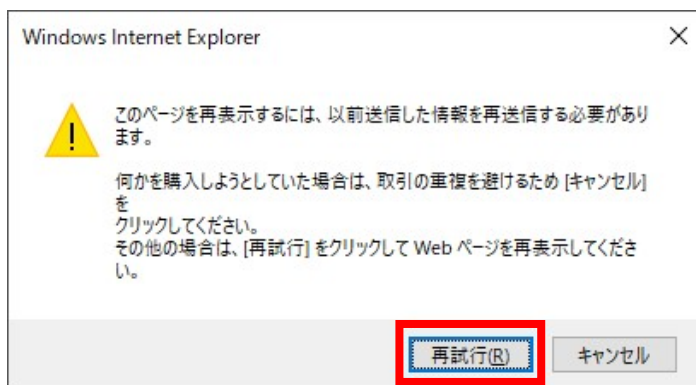 Windows Internet Explorer
このページを再表示するには、以前送信した情報を再送信する必要があり
ます。
何かを購入しようとしていた場合は、取引の重複を避けるため [キャンセル]
を
クリックしてください。
その他の場合は、[再試行] をクリックして Web ページを再表示してくださ
い。
再試行(R) キャンセル